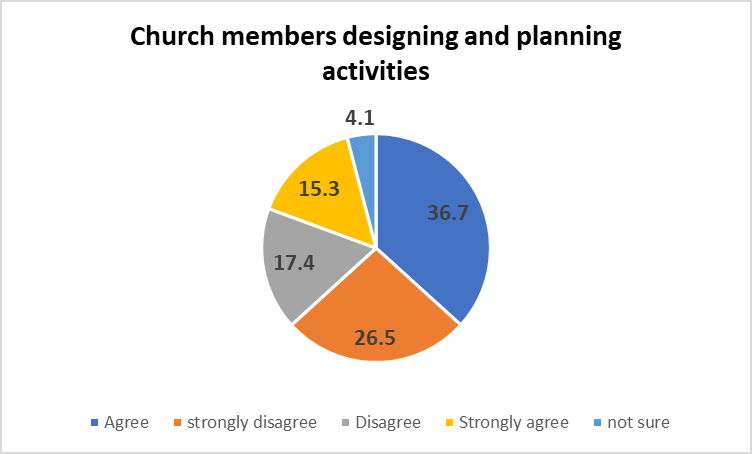 Church members designing and planning
activities
4.1
15.3
36.7
17.4
26.5
Agree strongly disagree Disagree Strongly agree not sure